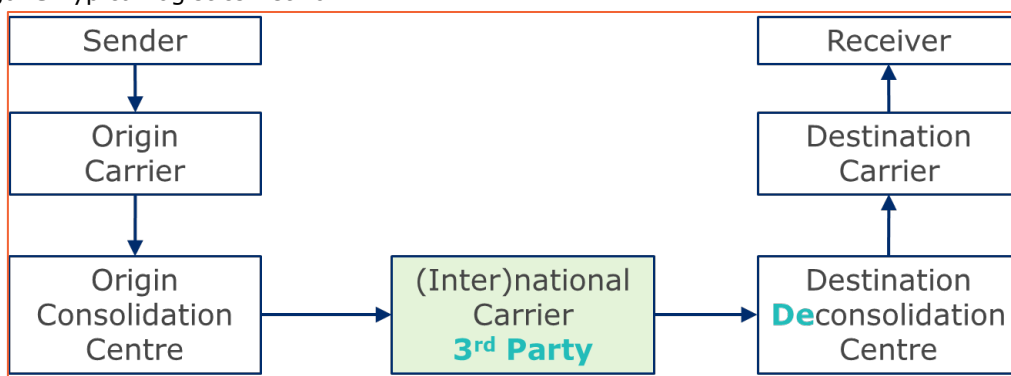 Sender
Origin
Carrier
Origin
Consolidation
Centre
(Inter)national
Carrier
3rd Party
Destination
Deconsolidation
Centre
Destination
Carrier
Receiver